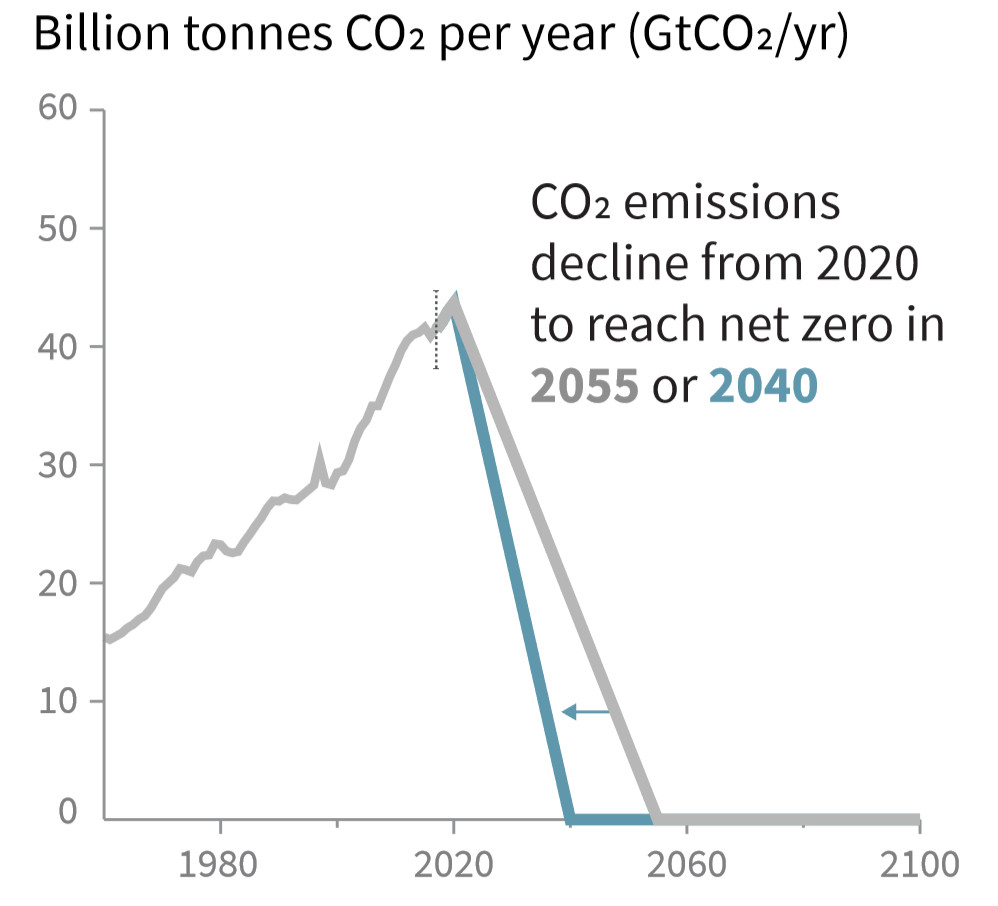 Billion tonnes CO₂ per year (GtCO₂/yr)
60
50
40
30
20
10
0
CO₂ emissions
decline from 2020
to reach net zero in
2055 or 2040
1980
2020
2060
2100